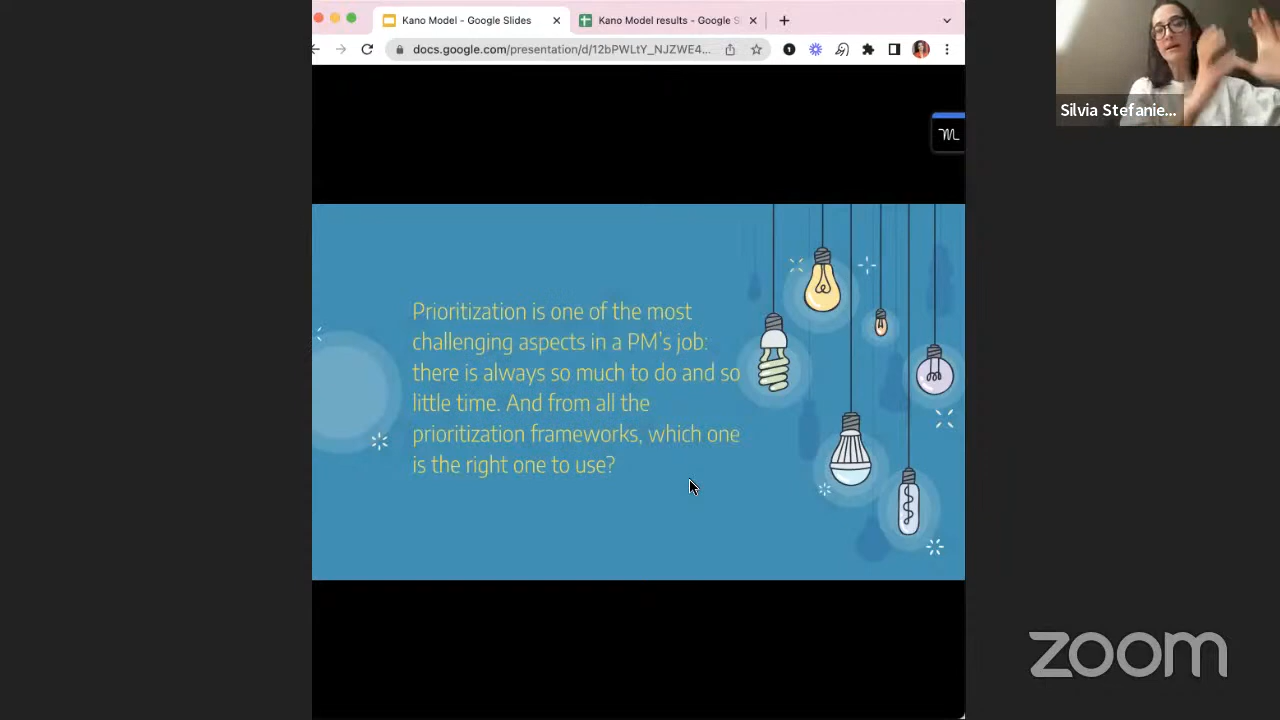 Kano Model - Google Slides
Kano Model results - Google S
docs.google.com/presentation/d/12bPWLtY_NJZWE4...
Silvia Stefanie...
Prioritization is one of the most
challenging aspects in a PM's job:
there is always so much to do and so
little time. And from all the
prioritization frameworks, which one
is the right one to use?
zoom